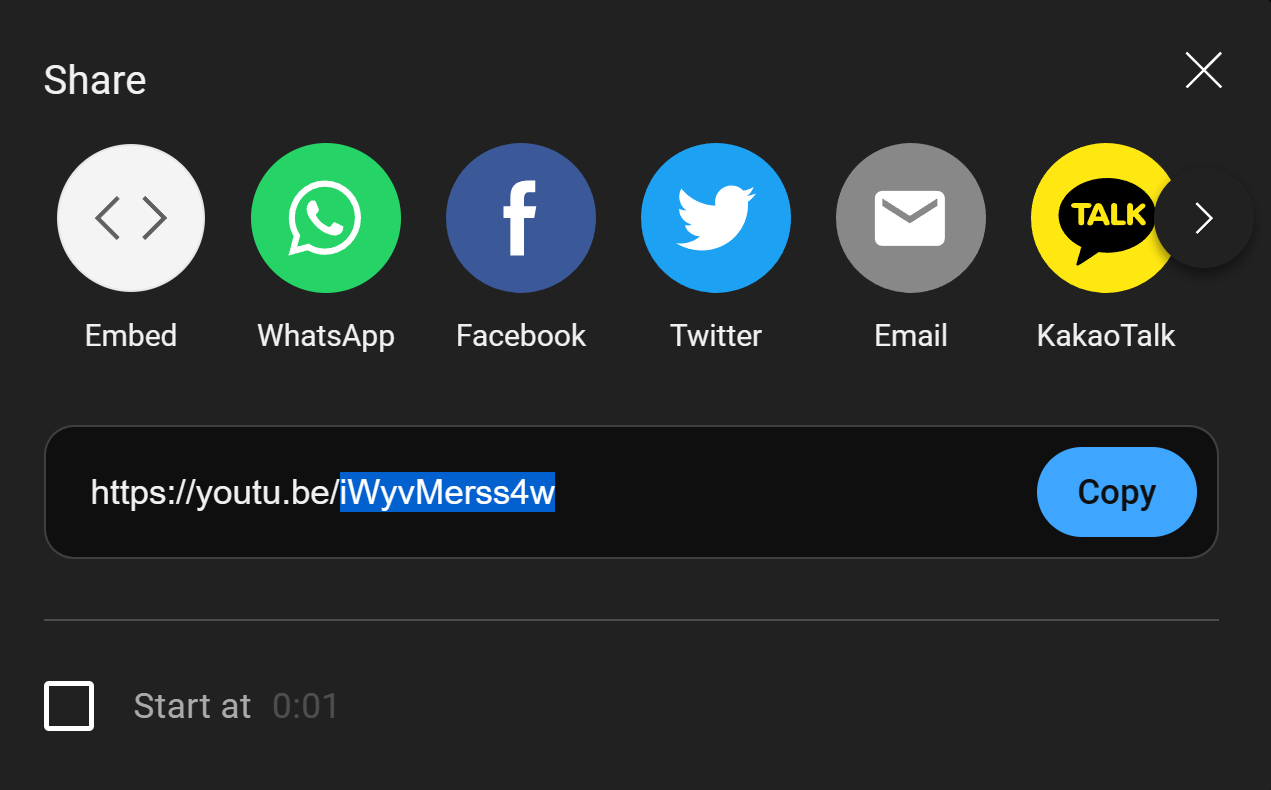 Share
TALK
Embed WhatsApp Facebook Twitter Email KakaoTalk
https://youtu.be/iWyvMerss4w Copy
Start at 0:01